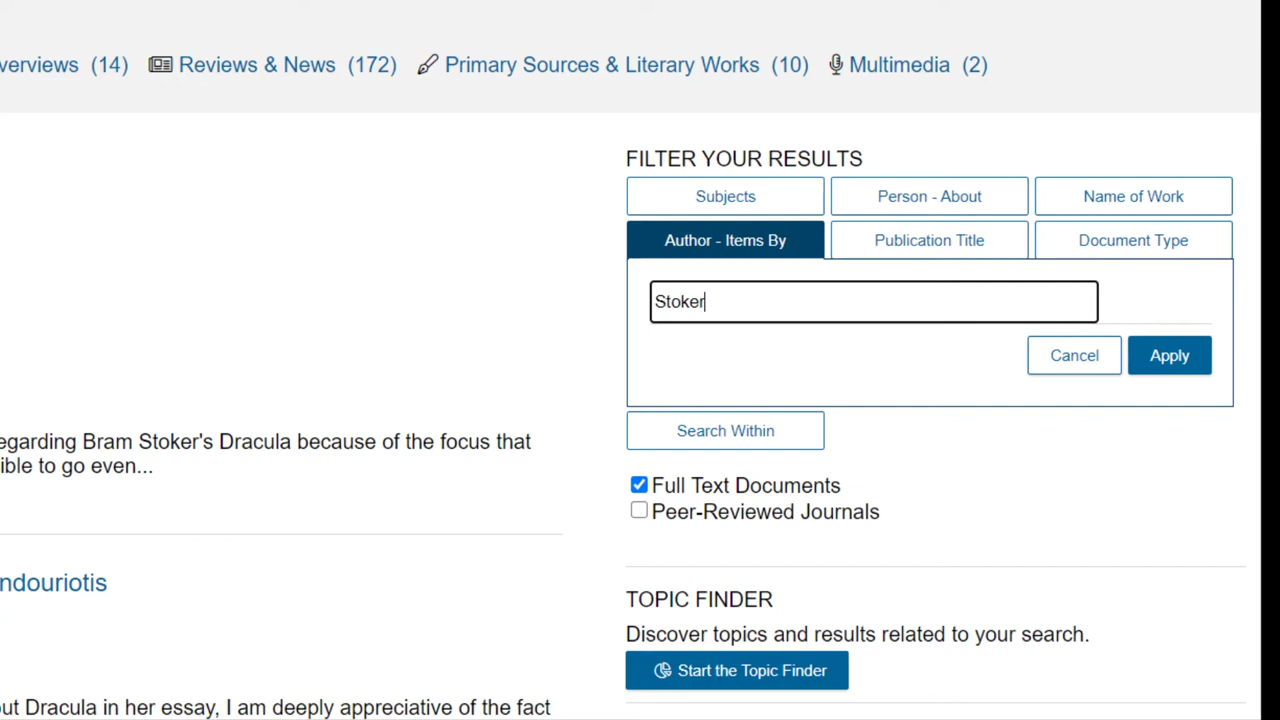 verviews (14) Reviews & News (172) Primary Sources & Literary Works (10) Multimedia (2)
FILTER YOUR RESULTS
Subjects Person - About Name of Work
Author - Items By Publication Title Document Type
Stoker
Cancel Apply
Search Within
egarding Bram Stoker's Dracula because of the focus that
ible to go even...
Full Text Documents
Peer-Reviewed Journals
ndouriotis
TOPIC FINDER
Discover topics and results related to your search.
Start the Topic Finder
out Dracula in her essay, I am deeply appreciative of the fact